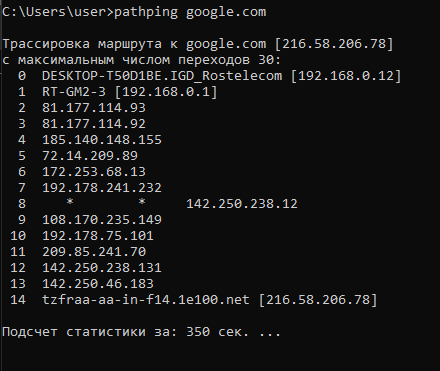 C:\Users\user>pathping google.com
Трассировка маршрута к google.com [216.58.206.78]
с максимальным числом переходов 30:
0 DESKTOP-T50D1BE.IGD_Rostelecom [192.168.0.12]
1 RT-GM2-3 [192.168.0.1]
2 81.177.114.93
3 81.177.114.92
4 185.140.148.155
5 72.14.209.89
6 172.253.68.13
7 192.178.241.232
8 * * 142.250.238.12
9 108.170.235.149
10 192.178.75.101
11 209.85.241.70
12 142.250.238.131
13 142.250.46.183
14 tzfraa-aa-in-f14.1e100.net [216.58.206.78]
Подсчет статистики за: 350 сек. ...